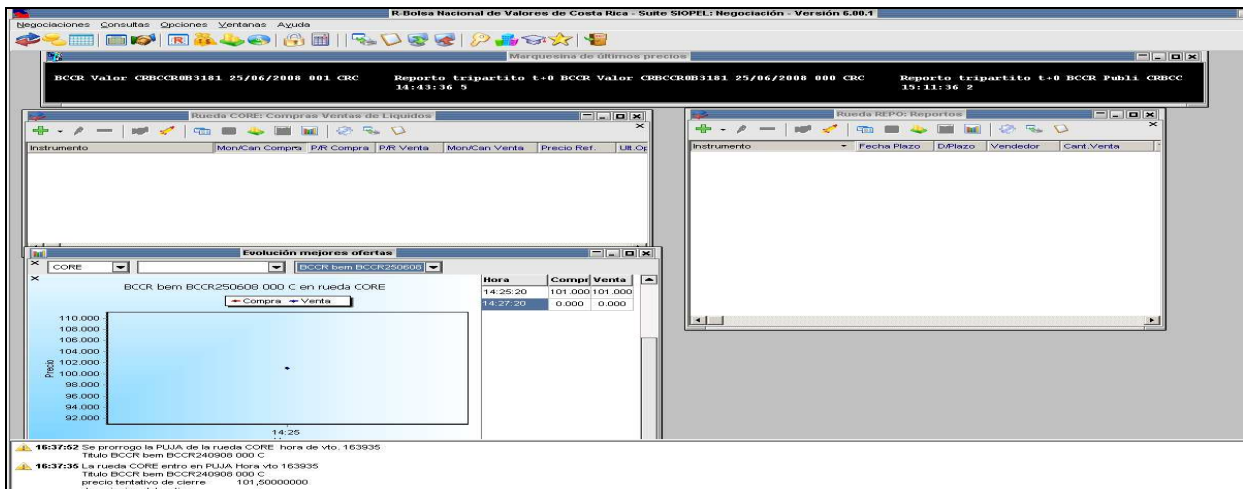 R-Bolsa Nacional de Valores de Costa Rica - Suite SIOPEL: Negociación - Versión 6.00.1
Negociaciones Consultas Opciones Ventanas Ayuda
Marquesina de últimos precios
BCCR Valor CRBCCR0B3181 25/06/2008 001 CRC Reporto tripartito t+0 BCCR Valor CRBCCR0B3181 25/06/2008 000 CRC Reporto tripartito t+0 BCCR Publi CRBCC
14:43:36 5 15:11:36 2
Rueda CORE: Compras Ventas de Líquidos
Instrumento Mon/Can Compra P/R Compra P/R Venta Mon/Can Venta Precio Ref. Ult.Op
Rueda REPO: Reportos
Instrumento Fecha Plazo D/Plazo Vendedor Cant.Venta
Evolución mejores ofertas
CORE BCCR bem BCCR250608
BCCR bem BCCR250608 000 C en rueda CORE
Compra Venta
Hora Compr Venta
14:25:20 101.000 101.000
14:27:20 0.000 0.000
Precio
110.000
108.000
106.000
104.000
102.000
100.000
98.000
96.000
94.000
92.000
14:25
16:37:52 Se prorrogo la PUJA de la rueda CORE hora de vto. 163935
Titulo BCCR bem BCCR240908 000 C
16:37:35 La rueda CORE entro en PUJA Hora vto 163935
Titulo BCCR bem BCCR240908 000 C
precio tentativo de cierre 101,50000000